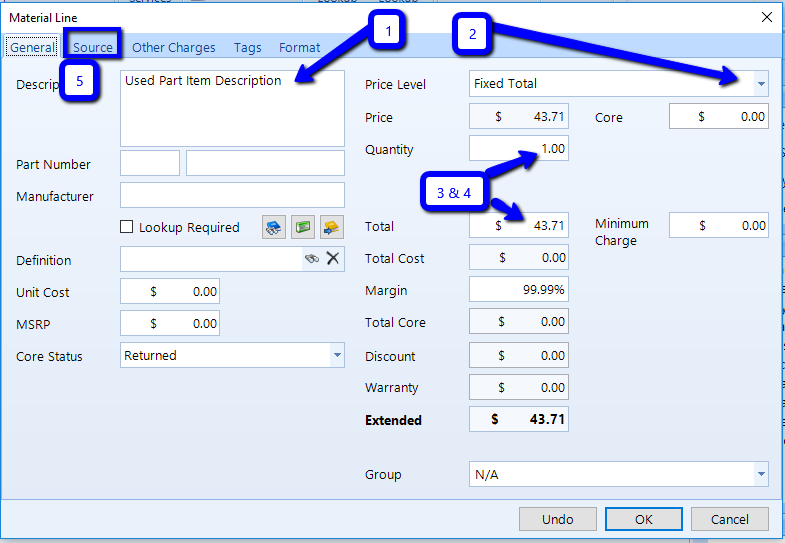 Material Line
General Source Other Charges Tags Format
1
2
5
3 & 4
Descrip
Used Part Item Description
Part Number
Manufacturer
Lookup Required
Definition
Unit Cost $ 0.00
MSRP $ 0.00
Core Status Returned
Price Level Fixed Total
Price $ 43.71 Core $ 0.00
Quantity 1.00
Total $ 43.71 Minimum Charge $ 0.00
Total Cost $ 0.00
Margin 99.99%
Total Core $ 0.00
Discount $ 0.00
Warranty $ 0.00
Extended $ 43.71
Group N/A
Undo OK Cancel